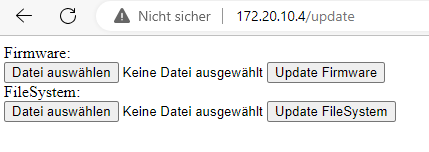 Nicht sicher 172.20.10.4/update
Firmware:
Datei auswählen Keine Datei ausgewählt Update Firmware
FileSystem:
Datei auswählen Keine Datei ausgewählt Update FileSystem